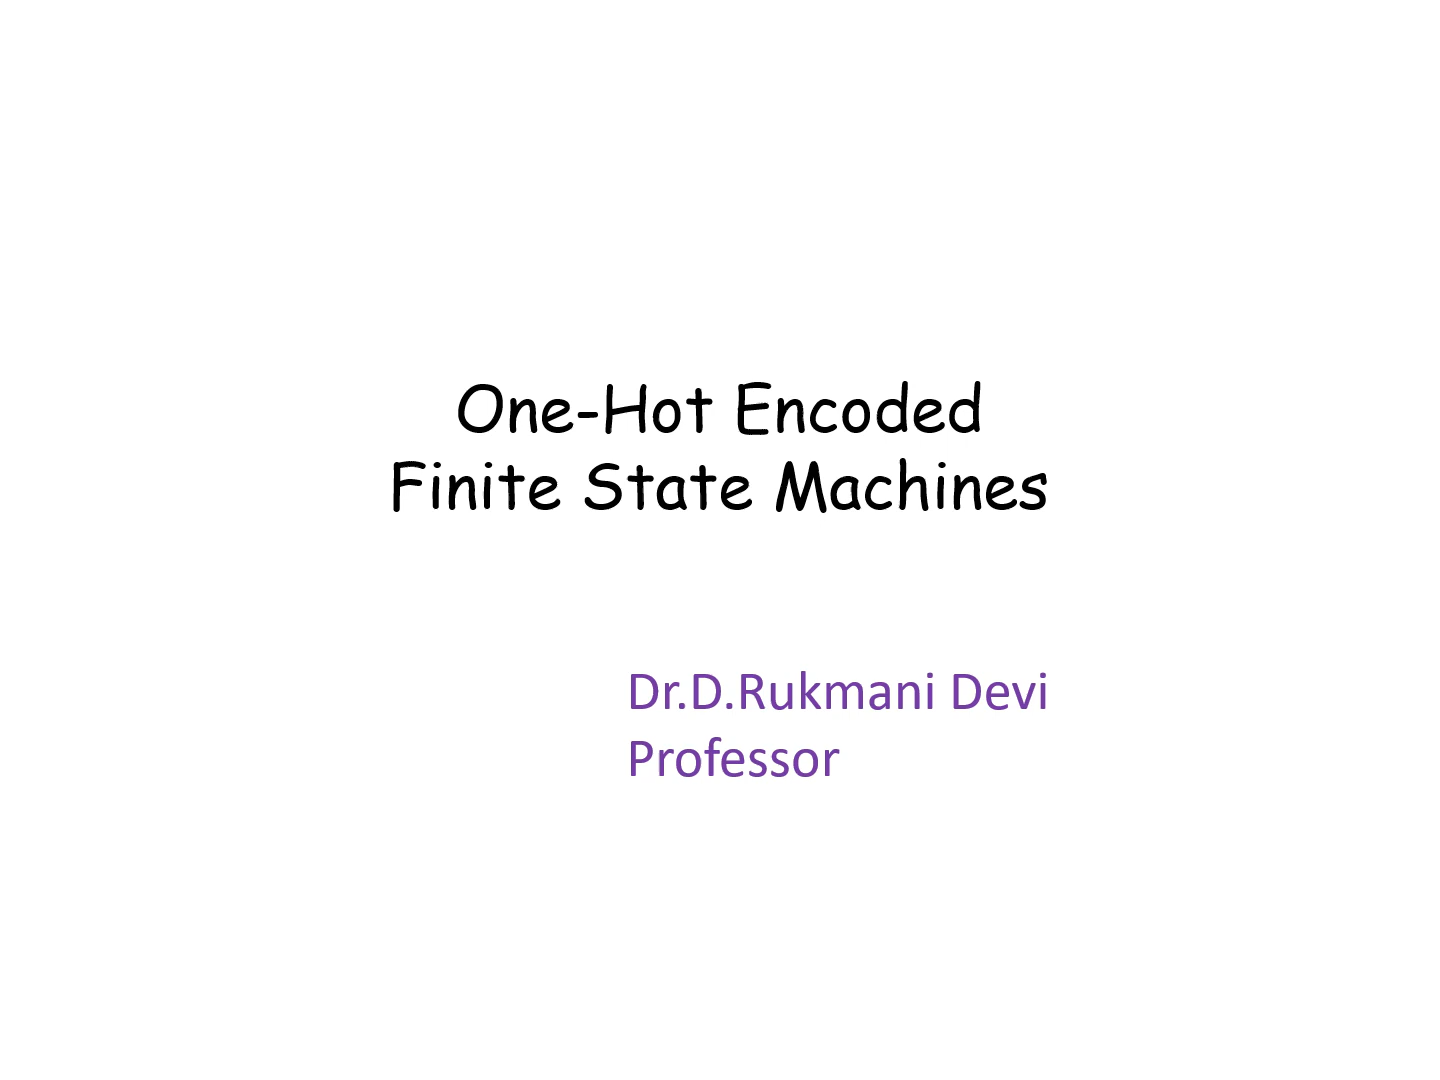 One-Hot Encoded
Finite State Machines
Dr.D.Rukmani Devi
Professor